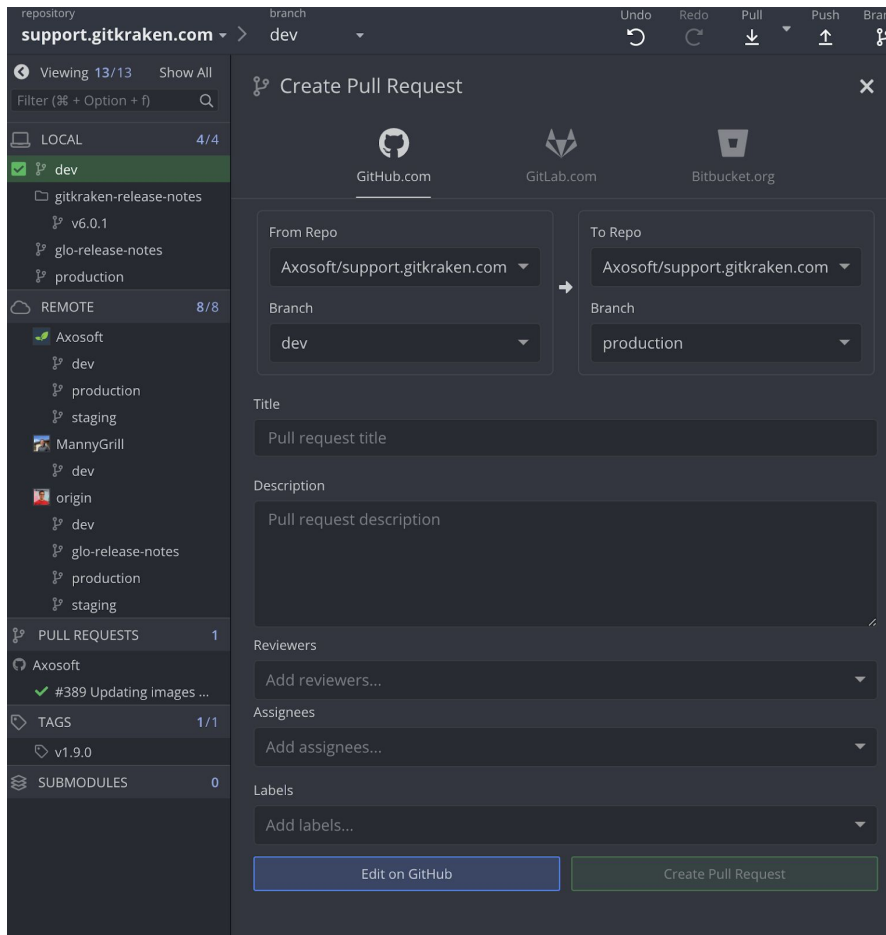 repository
support.gitkraken.com
branch
dev
Undo
Redo
Pull
Push
Viewing 13/13 Show All
Filter (⌘ + Option + f)
LOCAL 4/4
dev
gitkraken-release-notes
v6.0.1
glo-release-notes
production
REMOTE 8/8
Axosoft
dev
production
staging
MannyGrill
dev
origin
dev
glo-release-notes
production
staging
PULL REQUESTS 1
Axosoft
#389 Updating images ...
TAGS 1/1
v1.9.0
SUBMODULES 0
Create Pull Request
GitHub.com
GitLab.com
Bitbucket.org
From Repo
Axosoft/support.gitkraken.com
Branch
dev
To Repo
Axosoft/support.gitkraken.com
Branch
production
Title
Pull request title
Description
Pull request description
Reviewers
Add reviewers...
Assignees
Add assignees...
Labels
Add labels...
Edit on GitHub
Create Pull Request